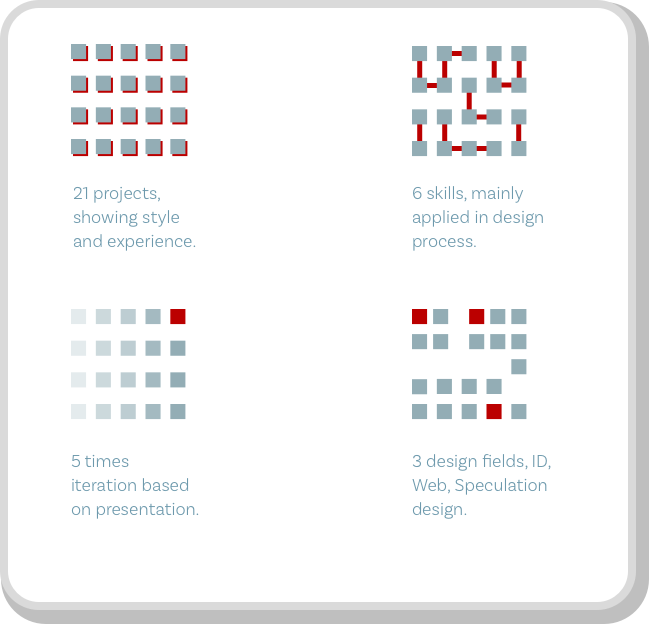 21 projects,
showing style
and experience.
6 skills, mainly
applied in design
process.
5 times
iteration based
on presentation.
3 design fields, ID,
Web, Speculation
design.